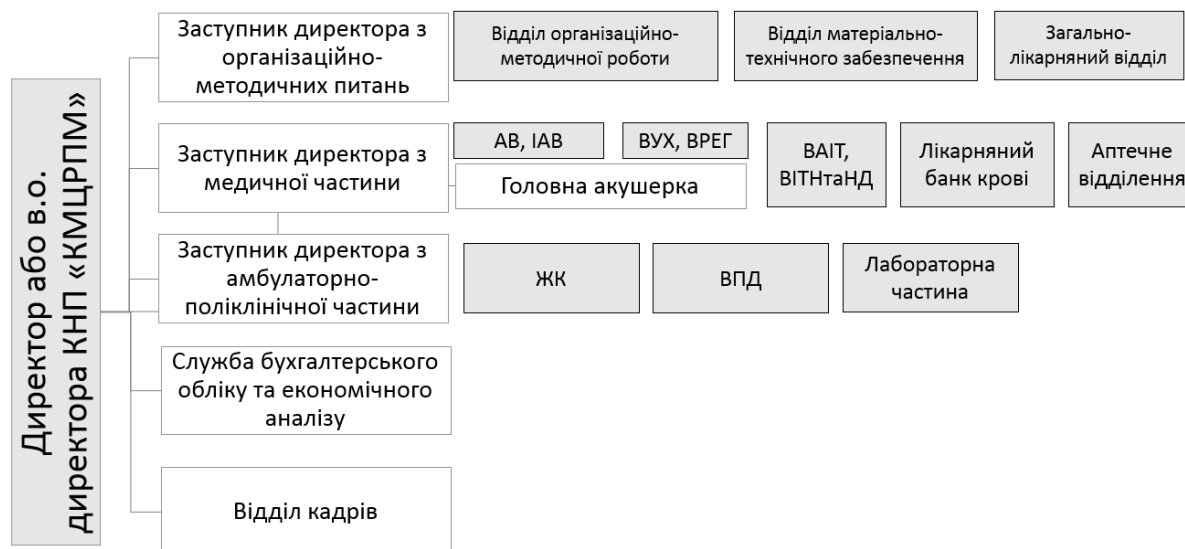 Директор або в.о.
директора КНП «КМЦРПМ»
Заступник директора з
організаційно-
методичних питань
Відділ організаційно-
методичної роботи
Відділ матеріально-
технічного забезпечення
Загально-
лікарняний відділ
Заступник директора з
медичної частини
АВ, ІАВ
ВУХ, ВРЕГ
Головна акушерка
ВАІТ,
ВІТНтаНД
Лікарняний
банк крові
Аптечне
відділення
Заступник директора з
амбулаторно-
поліклінічної частини
ЖК
ВПД
Лабораторна
частина
Служба бухгалтерського
обліку та економічного
аналізу
Відділ кадрів